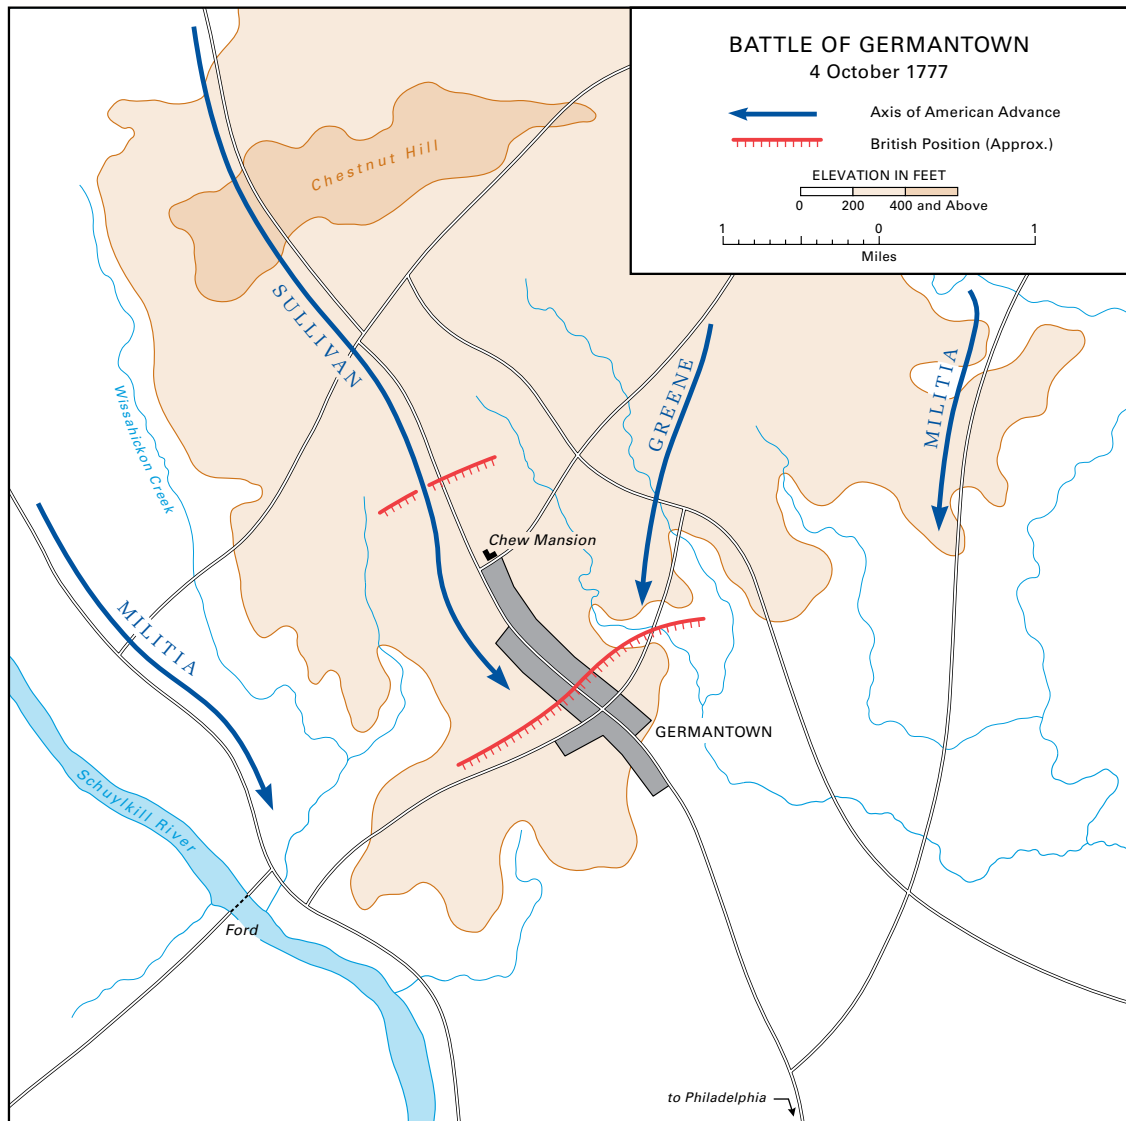 BATTLE OF GERMANTOWN
4 October 1777
Axis of American Advance
British Position (Approx.)
ELEVATION IN FEET
0 200 400 and Above
1 0 1
Miles
Chestnut Hill
SULLIVAN
GREENE
MILITIA
Wissahickon Creek
Chew Mansion
MILITIA
GERMANTOWN
Schuylkill River
Ford
to Philadelphia